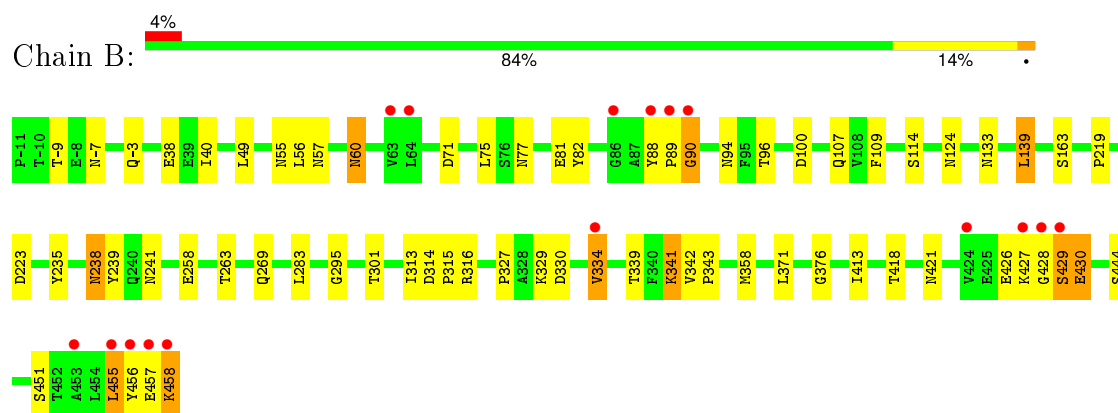 4%
Chain B:
84% 14% •
P-11 T-10 T-9 E-8 N-7 Q-3 E38 E39 I40 L49 N55 L56 N57 N60 V63 L64 D71 L75 S76 N77 E81 Y82 G86 A87 Y88 P89 G90 N94 F95 T96 D100 Q107 V108 F109 S114 N124 N133 L139 S163 P219
D223 Y235 N238 Y239 Q240 N241 E258 T263 Q269 L283 G295 T301 I313 D314 P315 R316 P327 A328 K329 D330 V334 T339 F340 K341 V342 P343 M358 L371 G376 I413 T418 N421 V424 E425 E426 K427 G428 S429 E430 S444
S451 T452 A453 L454 L455 Y456 E457 K458